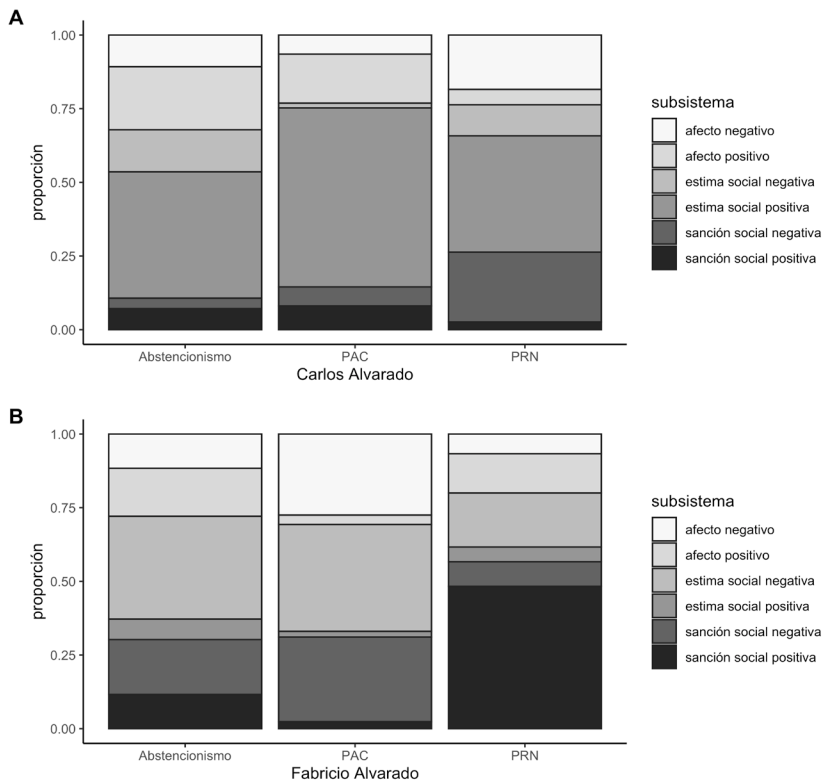 A
1.00
0.75
0.50
0.25
0.00
proporción
Abstencionismo PAC PRN
Carlos Alvarado
subsistema
afecto negativo
afecto positivo
estima social negativa
estima social positiva
sanción social negativa
sanción social positiva
B
1.00
0.75
0.50
0.25
0.00
proporción
Abstencionismo PAC PRN
Fabricio Alvarado
subsistema
afecto negativo
afecto positivo
estima social negativa
estima social positiva
sanción social negativa
sanción social positiva